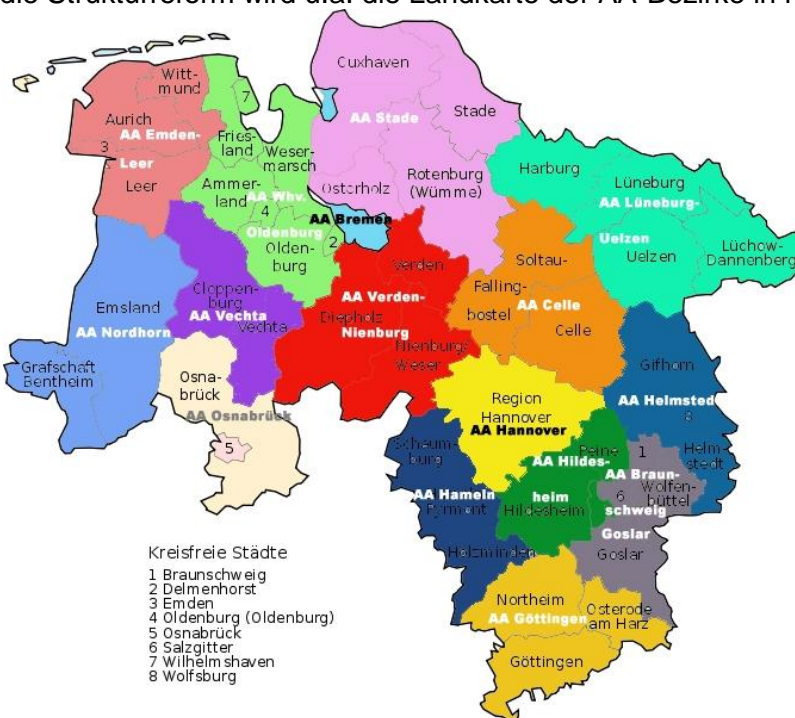 die Strukturreform wird u.a. die Landkarte der AA-Bezirke in
Cuxhaven
Witt-
mund
7
Stade
Aurich
AA Stade
AA Emden-
3
Fries-
land
Weser-
marsch
Harburg
Leer
Rotenburg
(Wümme)
Lüneburg
Leer
Ammer-
land
Osterholz
AA Lüneburg-
AA Whv.
4
AA Bremen
Oldenburg
2
Olden-
burg
Uelzen
Uelzen
Lüchow-
Dannenberg
Soltau-
Verden
Cloppen-
burg
Falling-
bostel
Emsland
AA Verden-
AA Celle
AA Vechta
Vechta
Diepholz
Nienburg
Celle
AA Nordhorn
Nienburg/
Weser
Gifhorn
Grafschaft
Bentheim
Osna-
brück
Region
Hannover
AA Helmsted
8
AA Osnabrück
AA Hannover
5
Schaum-
burg
Peine
1
Helm-
stedt
AA Hildes-
AA Braun-
Wolfen-
büttel
AA Hameln
heim
6
Pyrmont
Hildesheim
schweig
Goslar
Holzminden
Goslar
Northeim
Osterode
am Harz
AA Göttingen
Göttingen
Kreisfreie Städte
1 Braunschweig
2 Delmenhorst
3 Emden
4 Oldenburg (Oldenburg)
5 Osnabrück
6 Salzgitter
7 Wilhelmshaven
8 Wolfsburg